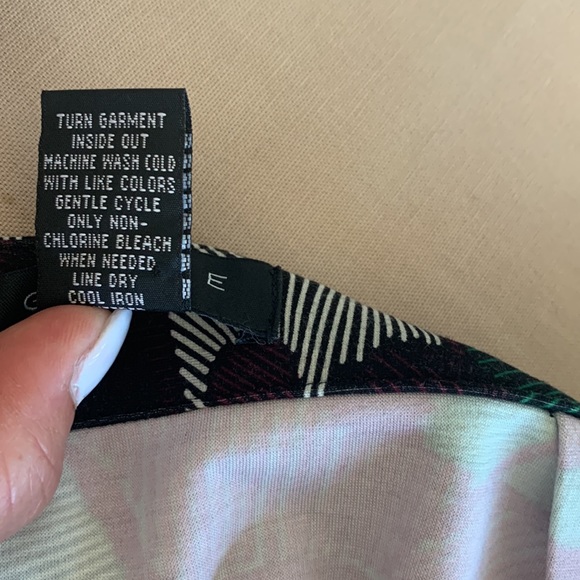 TURN GARMENT
INSIDE OUT
MACHINE WASH COLD
WITH LIKE COLORS
GENTLE CYCLE
ONLY NON-
CHLORINE BLEACH
WHEN NEEDED
LINE DRY
COOL IRON
M